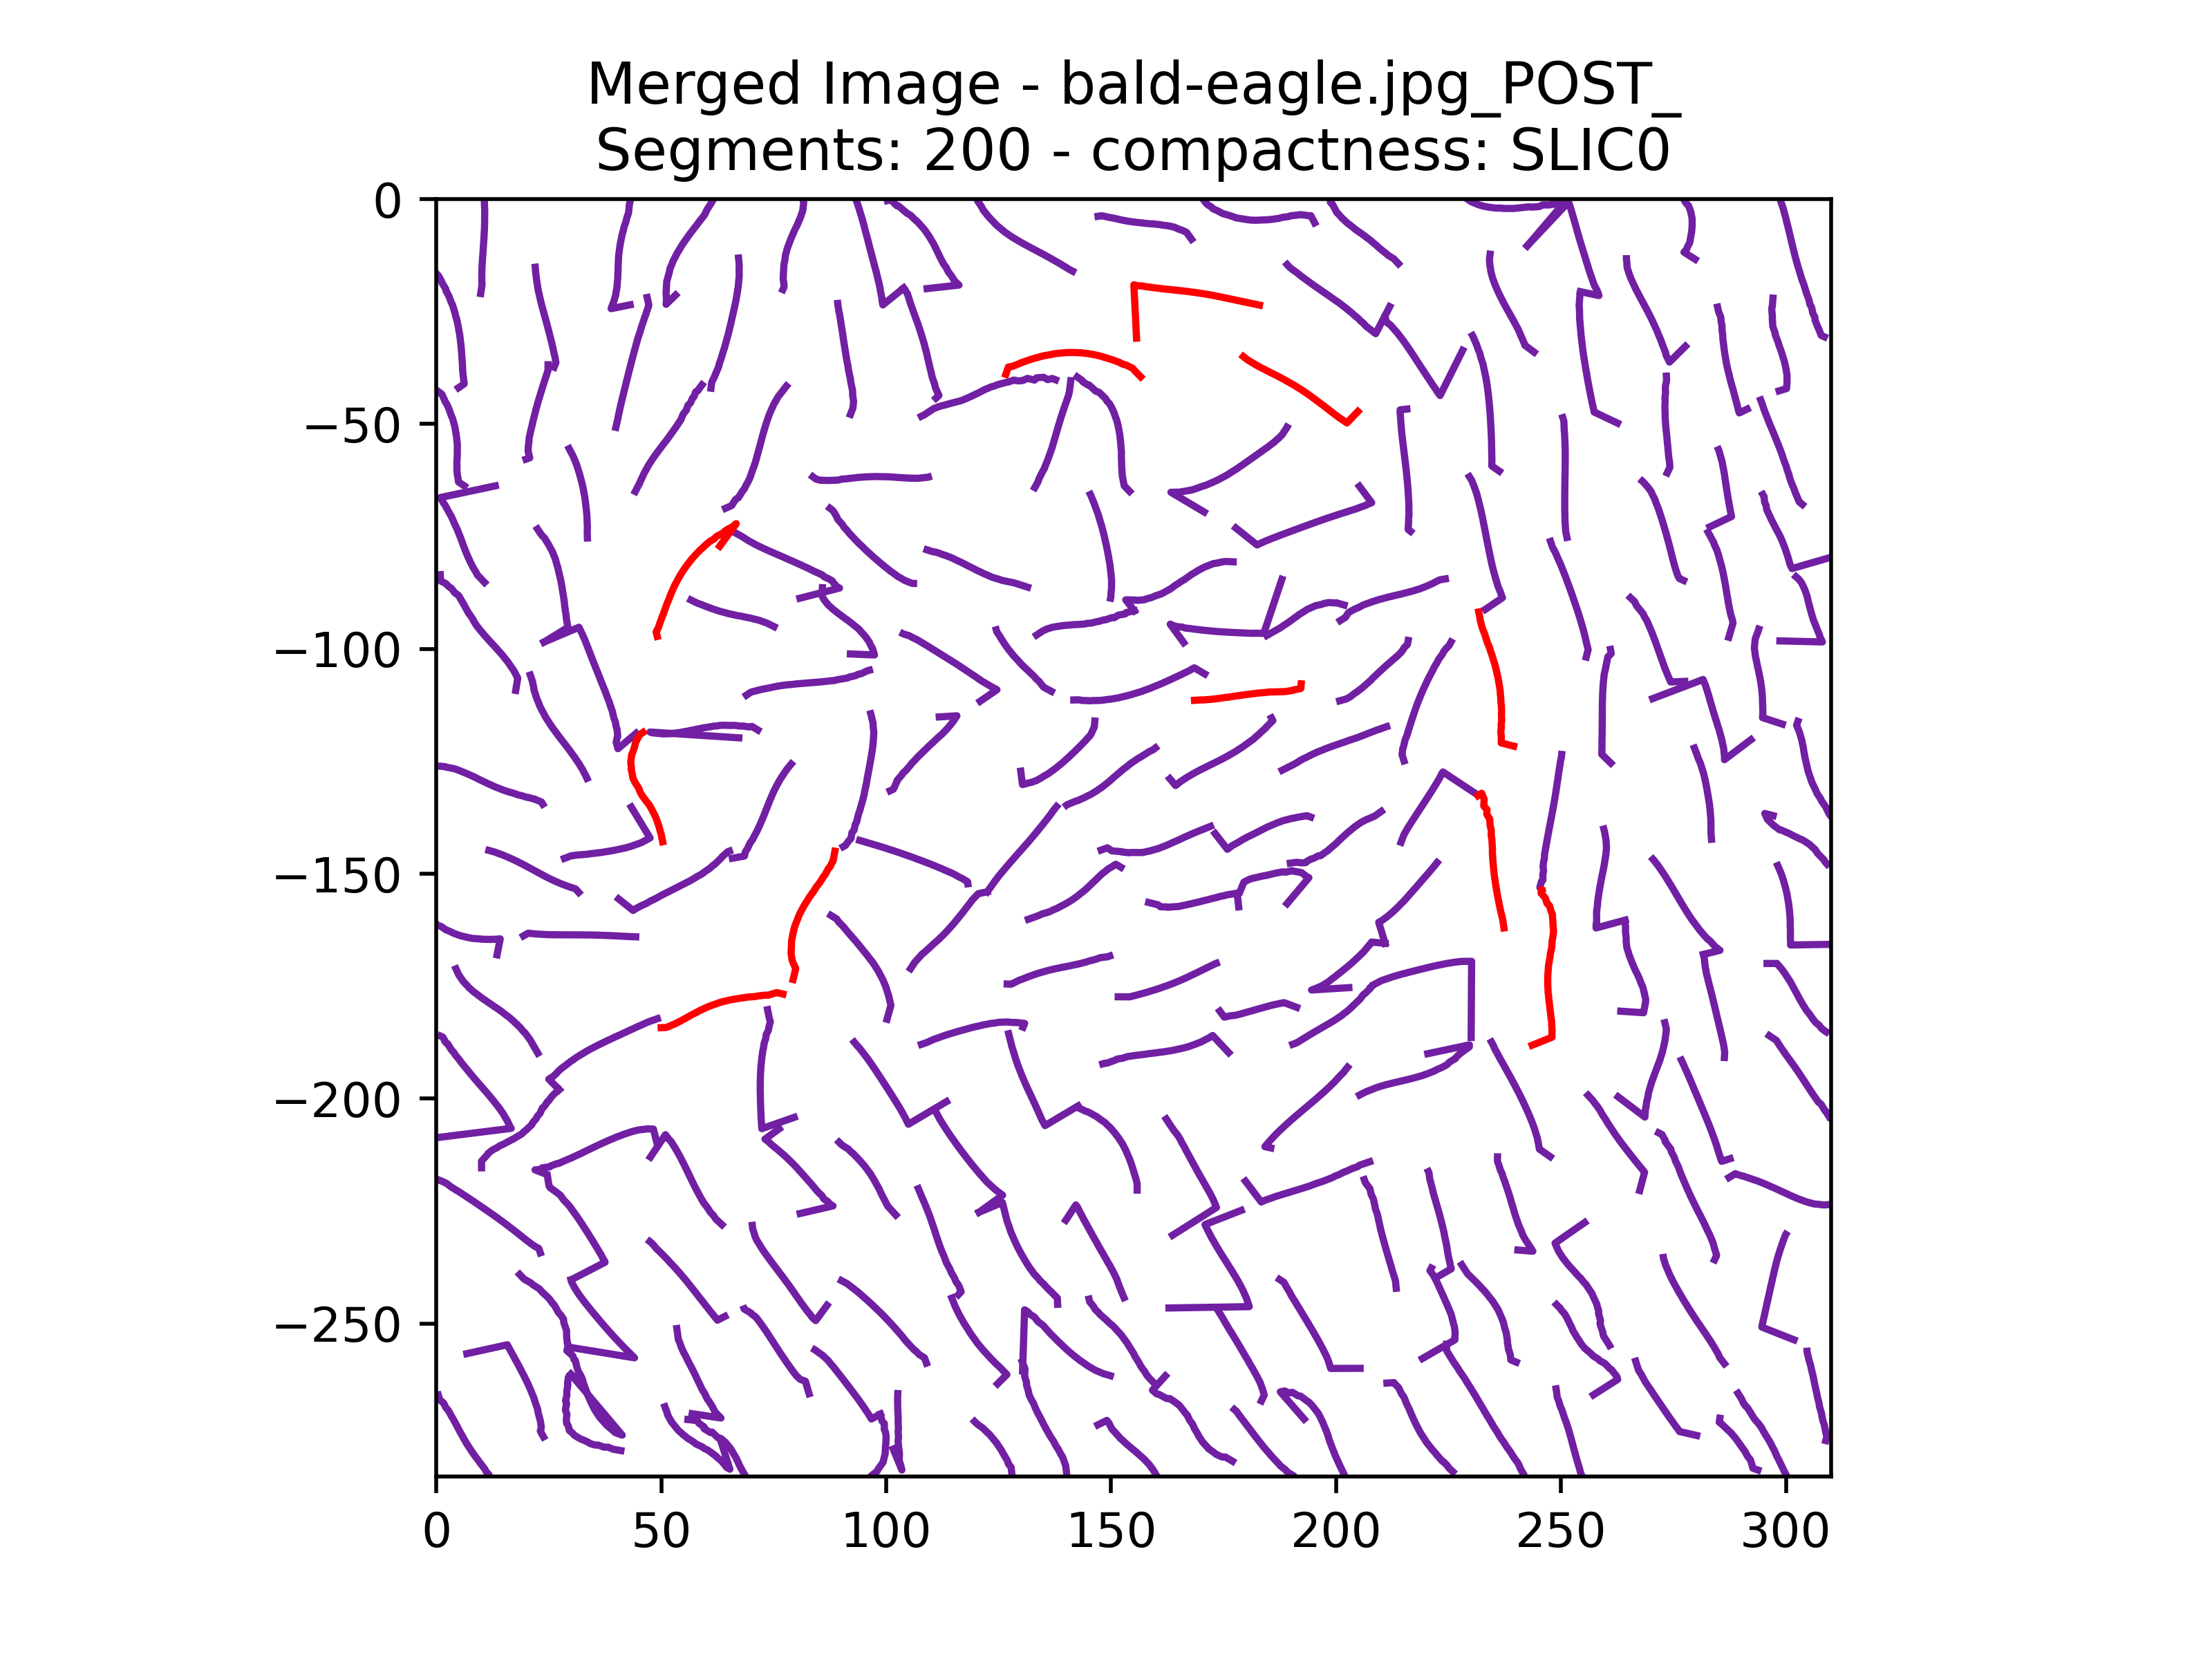 Merged Image - bald-eagle.jpg_POST_
Segments: 200 - compactness: SLIC0
0
−50
−100
−150
−200
−250
0 50 100 150 200 250 300